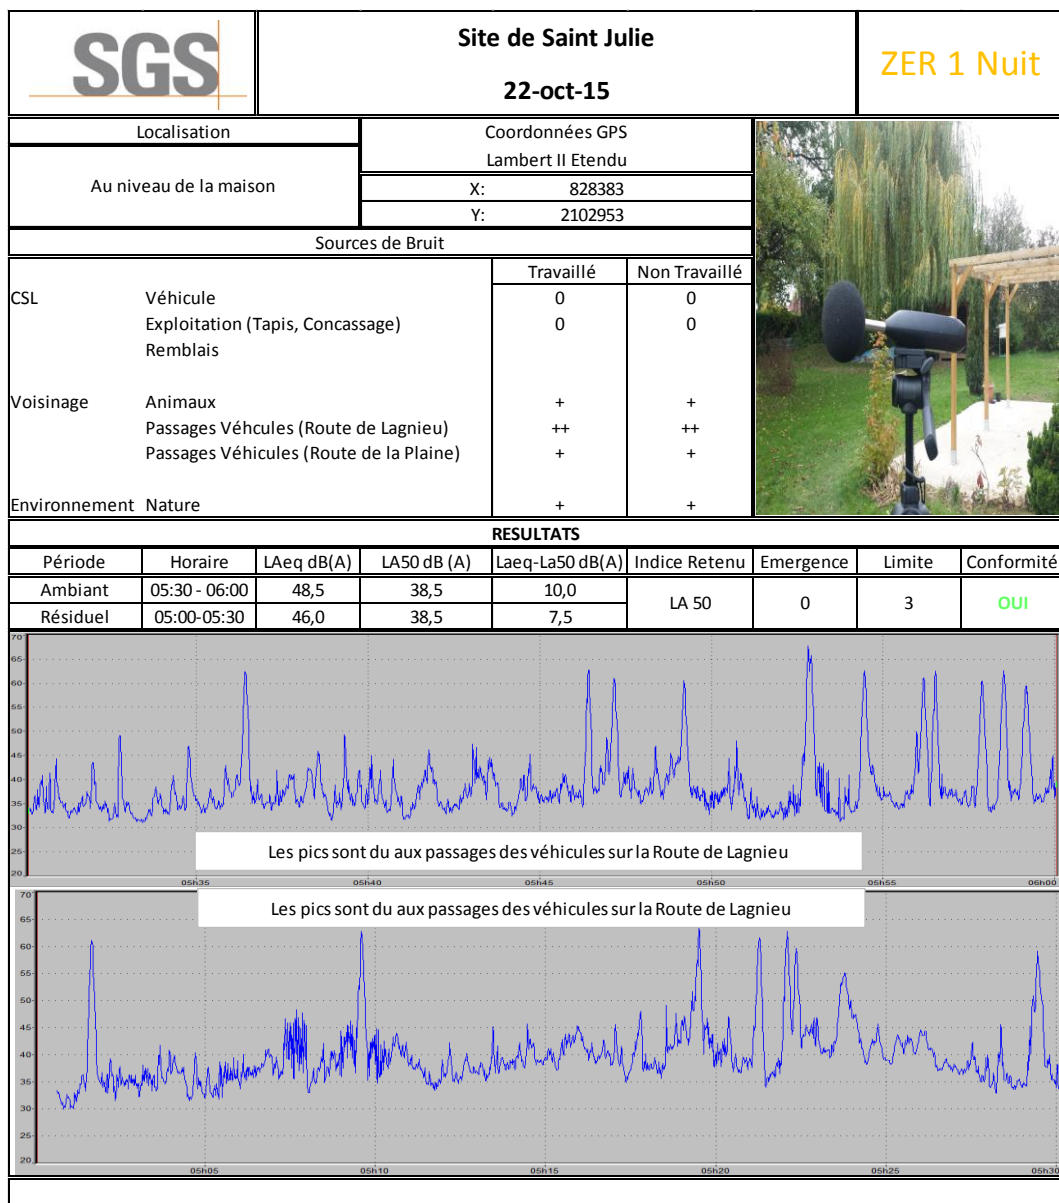 SGS
Site de Saint Julie
22-oct-15
ZER 1 Nuit
Localisation
Coordonnées GPS
Au niveau de la maison
Lambert II Etendu
X: 828383
Y: 2102953
Sources de Bruit
Travaillé Non Travaillé
CSL Véhicule 0 0
Exploitation (Tapis, Concassage) 0 0
Remblais
Voisinage Animaux + +
Passages Véhcules (Route de Lagnieu) ++ ++
Passages Véhicules (Route de la Plaine) + +
Environnement Nature + +
RESULTATS
Période Horaire LAeq dB(A) LA50 dB (A) Laeq-La50 dB(A) Indice Retenu Emergence Limite Conformité
Ambiant 05:30 - 06:00 48,5 38,5 10,0 LA 50 0 3 OUI
Résiduel 05:00-05:30 46,0 38,5 7,5
70
65
60
55
50
45
40
35
30
25
20
Les pics sont du aux passages des véhicules sur la Route de Lagnieu
05h35 05h40 05h45 05h50 05h55 06h00
70
65
60
55
50
45
40
35
30
25
20
Les pics sont du aux passages des véhicules sur la Route de Lagnieu
05h05 05h10 05h15 05h20 05h25 05h30